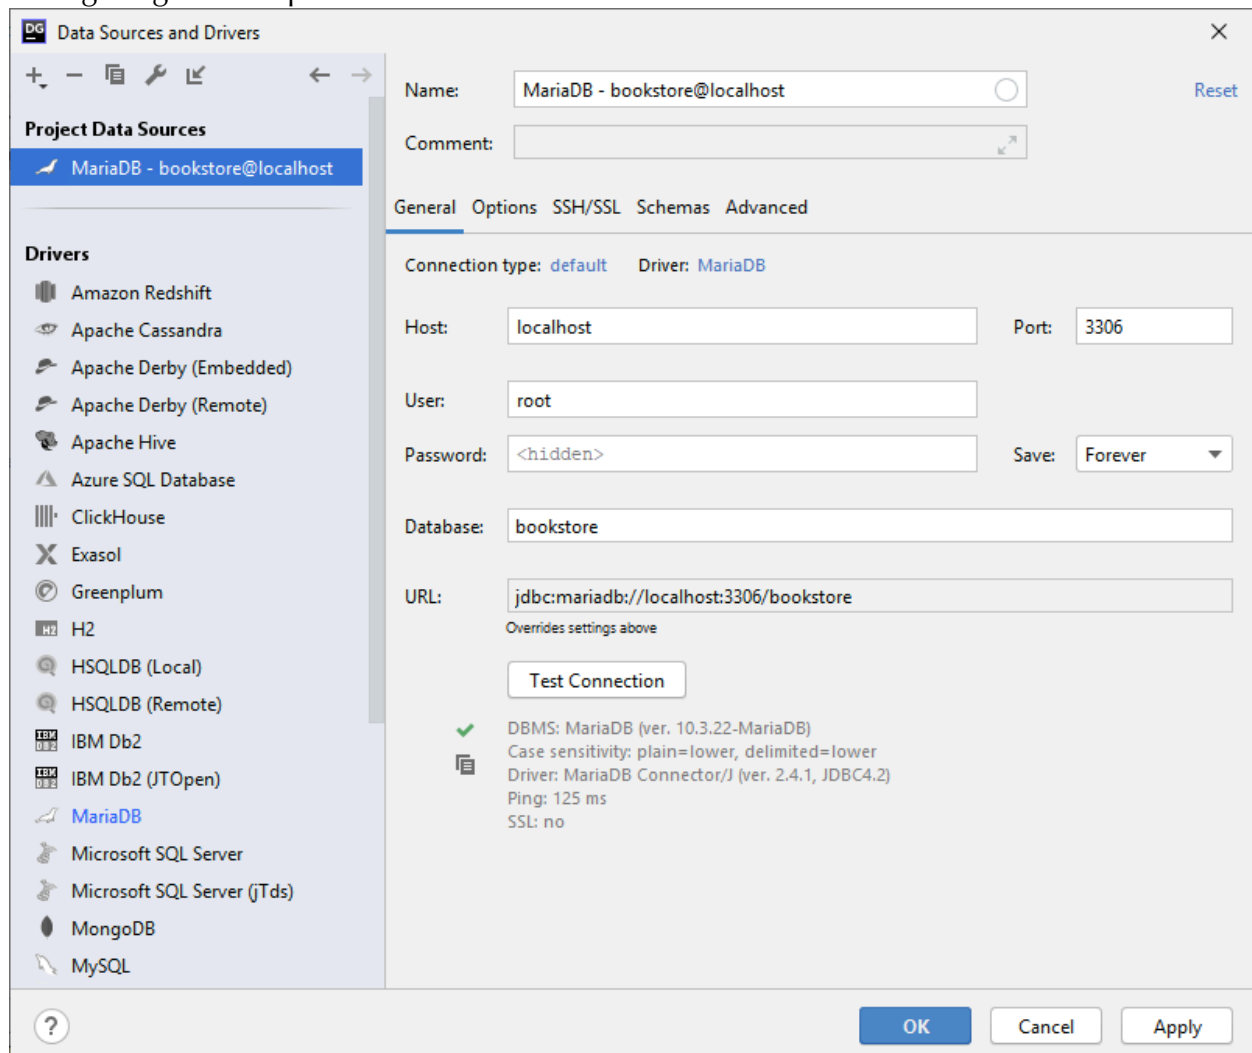 DG Data Sources and Drivers
Project Data Sources
MariaDB - bookstore@localhost
Drivers
Amazon Redshift
Apache Cassandra
Apache Derby (Embedded)
Apache Derby (Remote)
Apache Hive
Azure SQL Database
ClickHouse
Exasol
Greenplum
H2 H2
HSQLDB (Local)
HSQLDB (Remote)
IBM DB2 IBM Db2
IBM DB2 IBM Db2 (JTOpen)
MariaDB
Microsoft SQL Server
Microsoft SQL Server (jTds)
MongoDB
MySQL
Name: MariaDB - bookstore@localhost Reset
Comment:
General Options SSH/SSL Schemas Advanced
Connection type: default Driver: MariaDB
Host: localhost Port: 3306
User: root
Password: <hidden> Save: Forever
Database: bookstore
URL: jdbc:mariadb://localhost:3306/bookstore
Overrides settings above
Test Connection
DBMS: MariaDB (ver. 10.3.22-MariaDB)
Case sensitivity: plain=lower, delimited=lower
Driver: MariaDB Connector/J (ver. 2.4.1, JDBC4.2)
Ping: 125 ms
SSL: no
? OK Cancel Apply